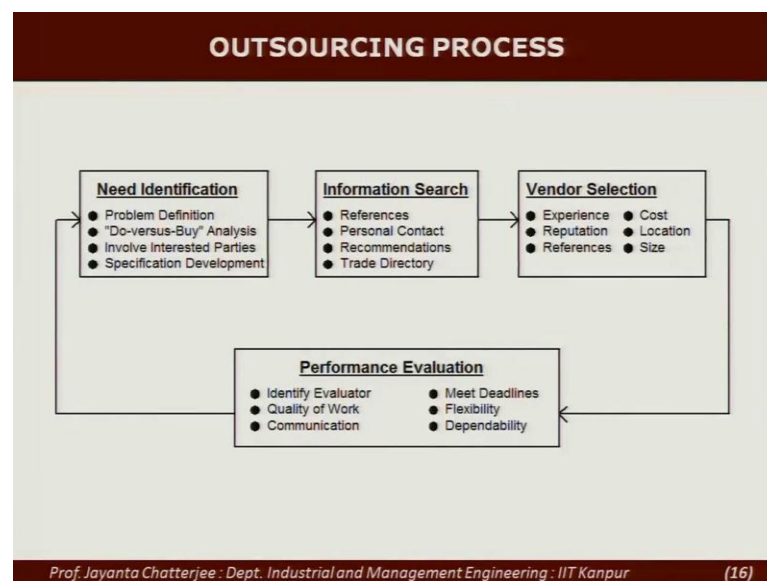 OUTSOURCING PROCESS
Need Identification
● Problem Definition
● "Do-versus-Buy" Analysis
● Involve Interested Parties
● Specification Development
Information Search
● References
● Personal Contact
● Recommendations
● Trade Directory
Vendor Selection
● Experience ● Cost
● Reputation ● Location
● References ● Size
Performance Evaluation
● Identify Evaluator ● Meet Deadlines
● Quality of Work ● Flexibility
● Communication ● Dependability
Prof. Jayanta Chatterjee : Dept. Industrial and Management Engineering : IIT Kanpur (16)